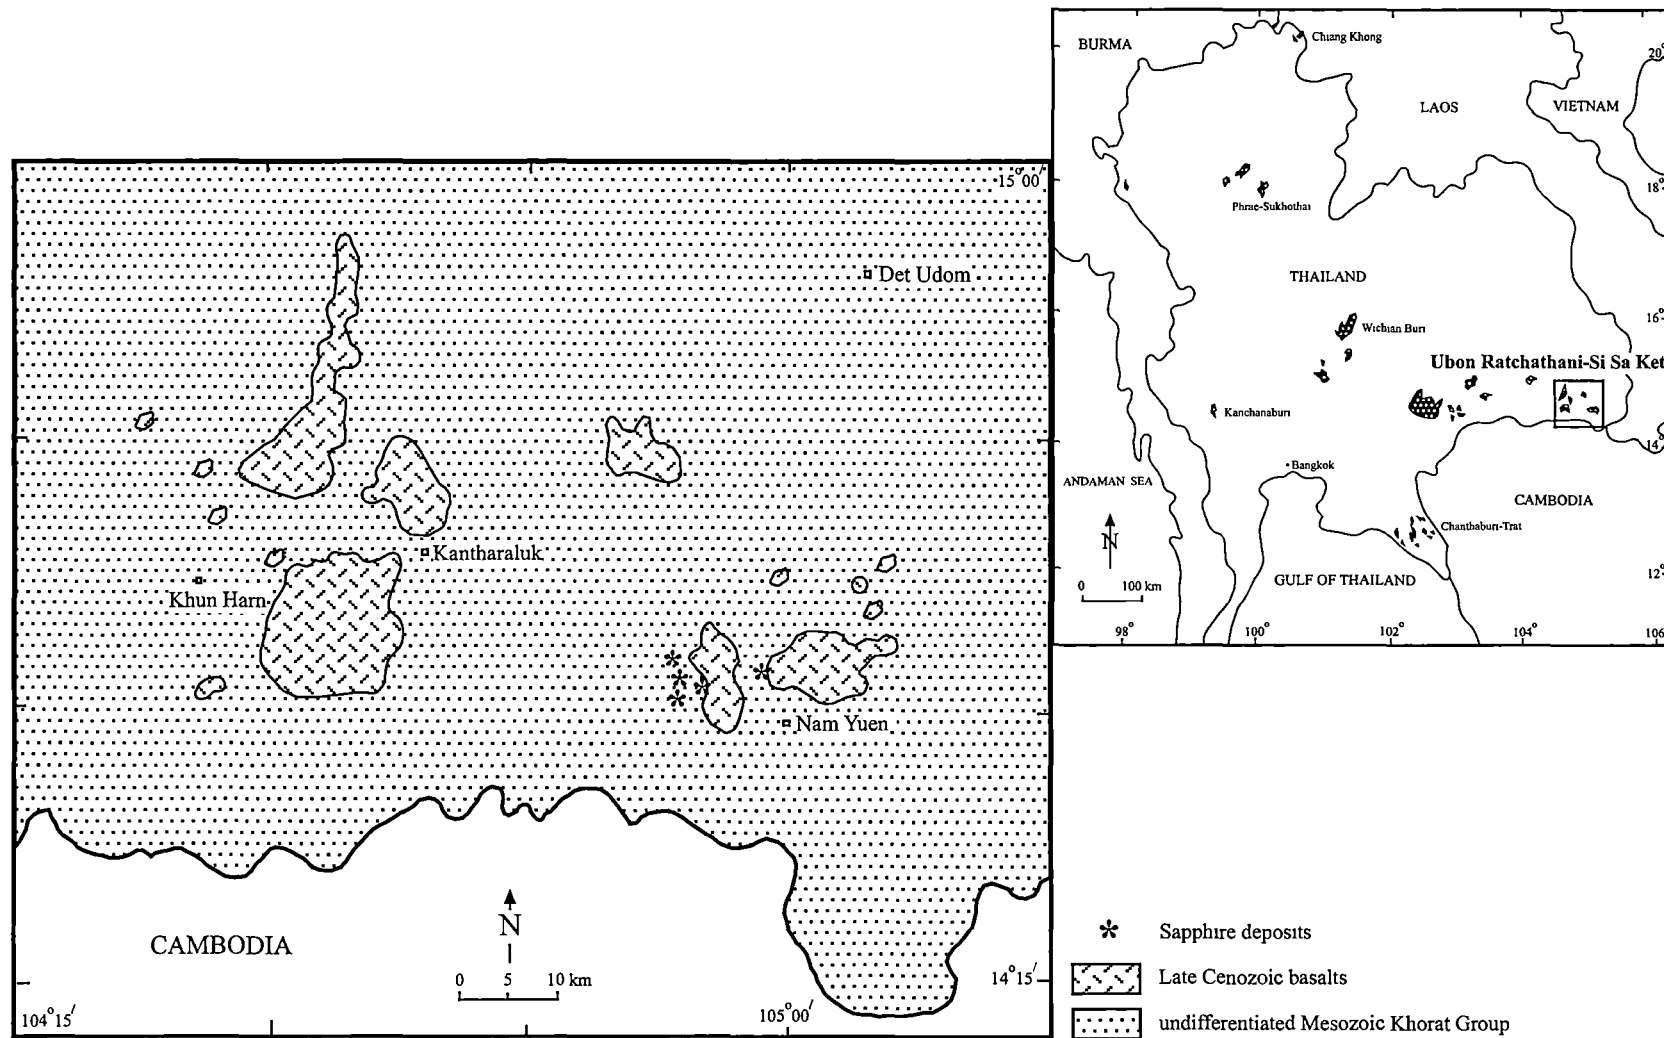 15°00′
Det Udom
Kantharaluk
Khun Harn
Nam Yuen
CAMBODIA
N
0 5 10 km
14°15′
104°15′
105°00′
BURMA
Chiang Khong
20°
LAOS
VIETNAM
18°
Phrae-Sukhothai
THAILAND
16°
Wichian Buri
Ubon Ratchathani-Si Sa Ket
Kanchanaburi
14°
Bangkok
ANDAMAN SEA
CAMBODIA
Chanthaburi-Trat
N
GULF OF THAILAND
12°
0 100 km
98° 100° 102° 104° 106°
Sapphire deposits
Late Cenozoic basalts
undifferentiated Mesozoic Khorat Group